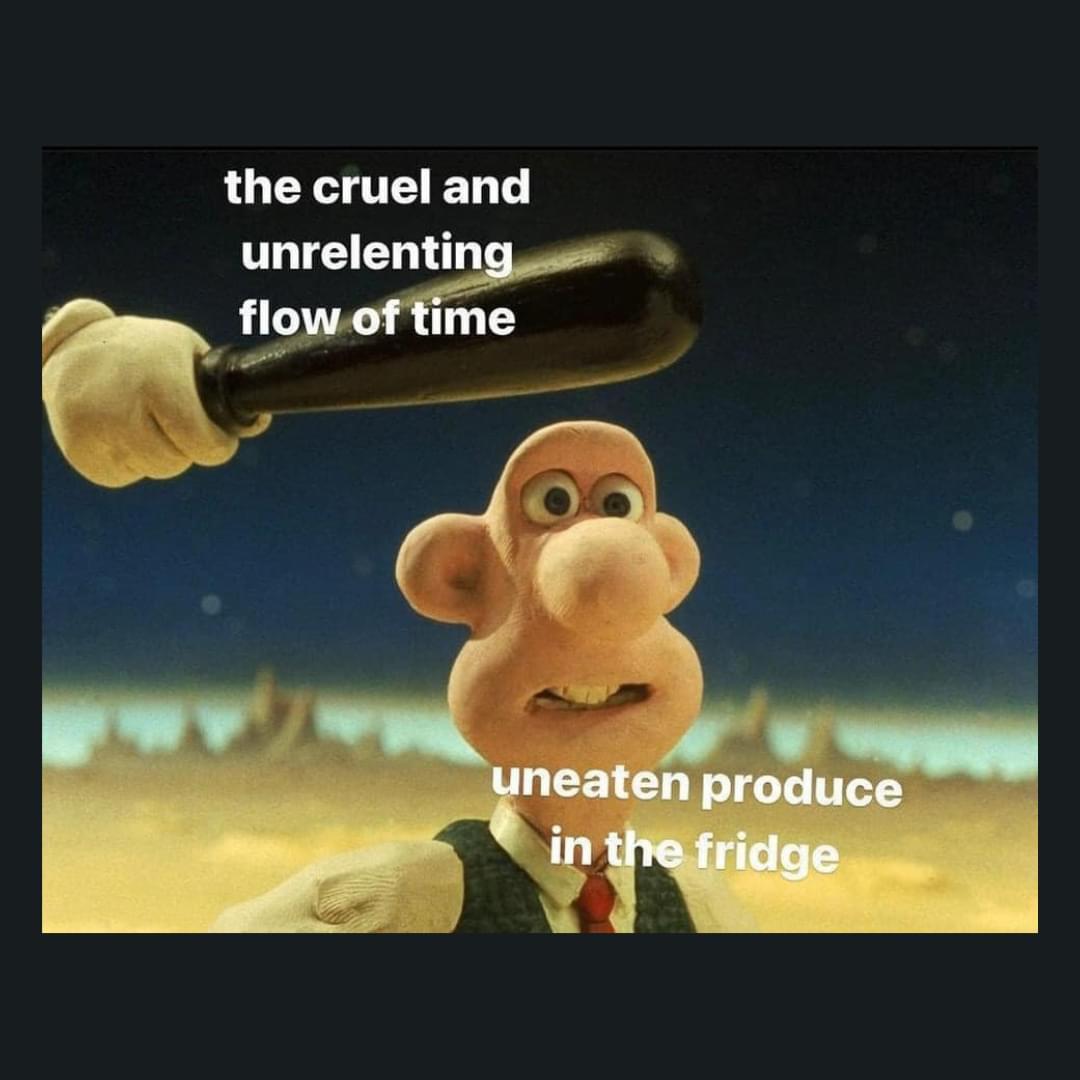 the cruel and
unrelenting
flow of time
uneaten produce
in the fridge